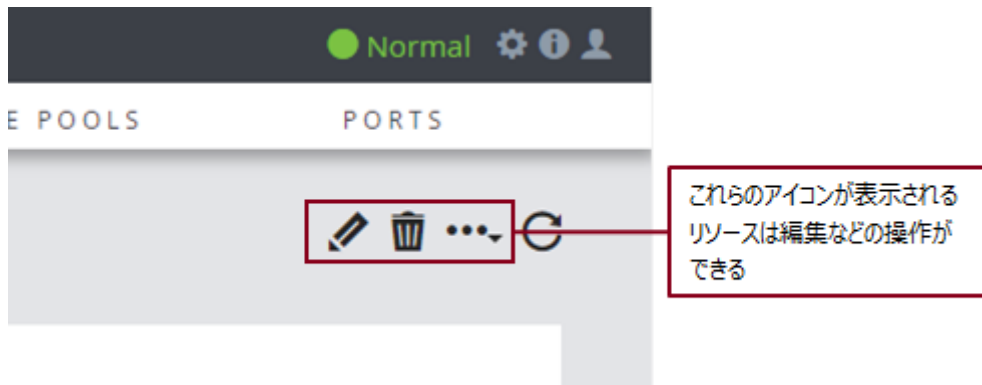 Normal
E POOLS
PORTS
これらのアイコンが表示される
リソースは編集などの操作が
できる